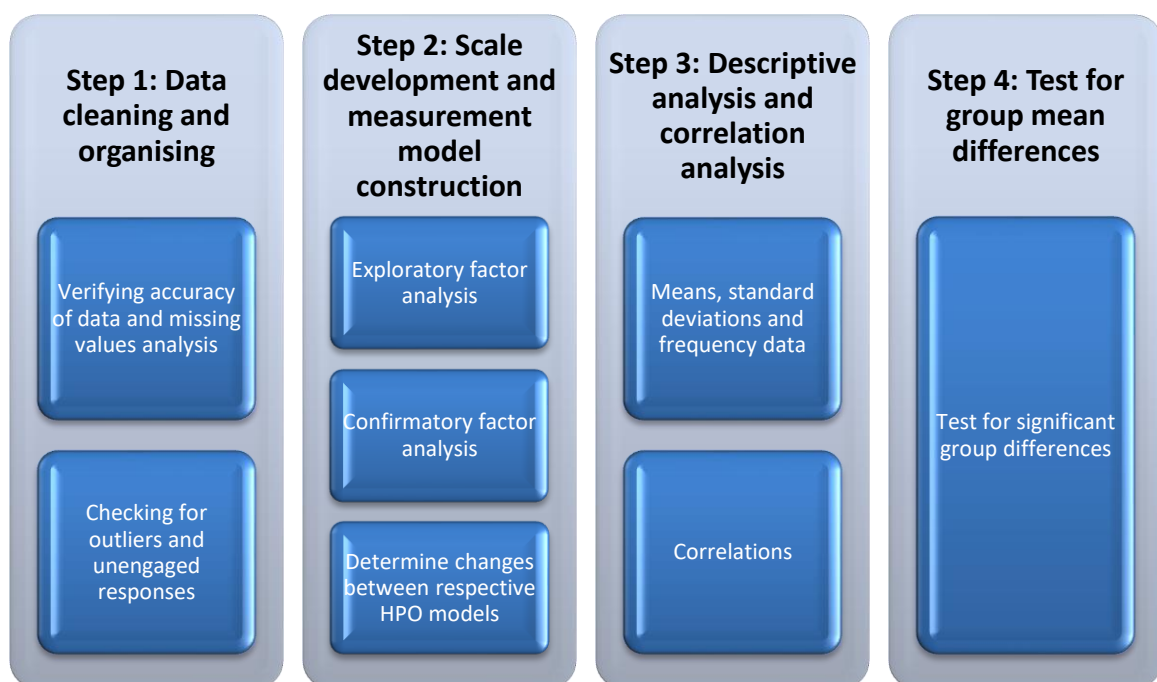 Step 1: Data
cleaning and
organising
Verifying accuracy
of data and missing
values analysis
Checking for
outliers and
unengaged
responses
Step 2: Scale
development and
measurement
model
construction
Exploratory factor
analysis
Confirmatory factor
analysis
Determine changes
between respective
HPO models
Step 3: Descriptive
analysis and
correlation
analysis
Means, standard
deviations and
frequency data
Correlations
Step 4: Test for
group mean
differences
Test for significant
group differences